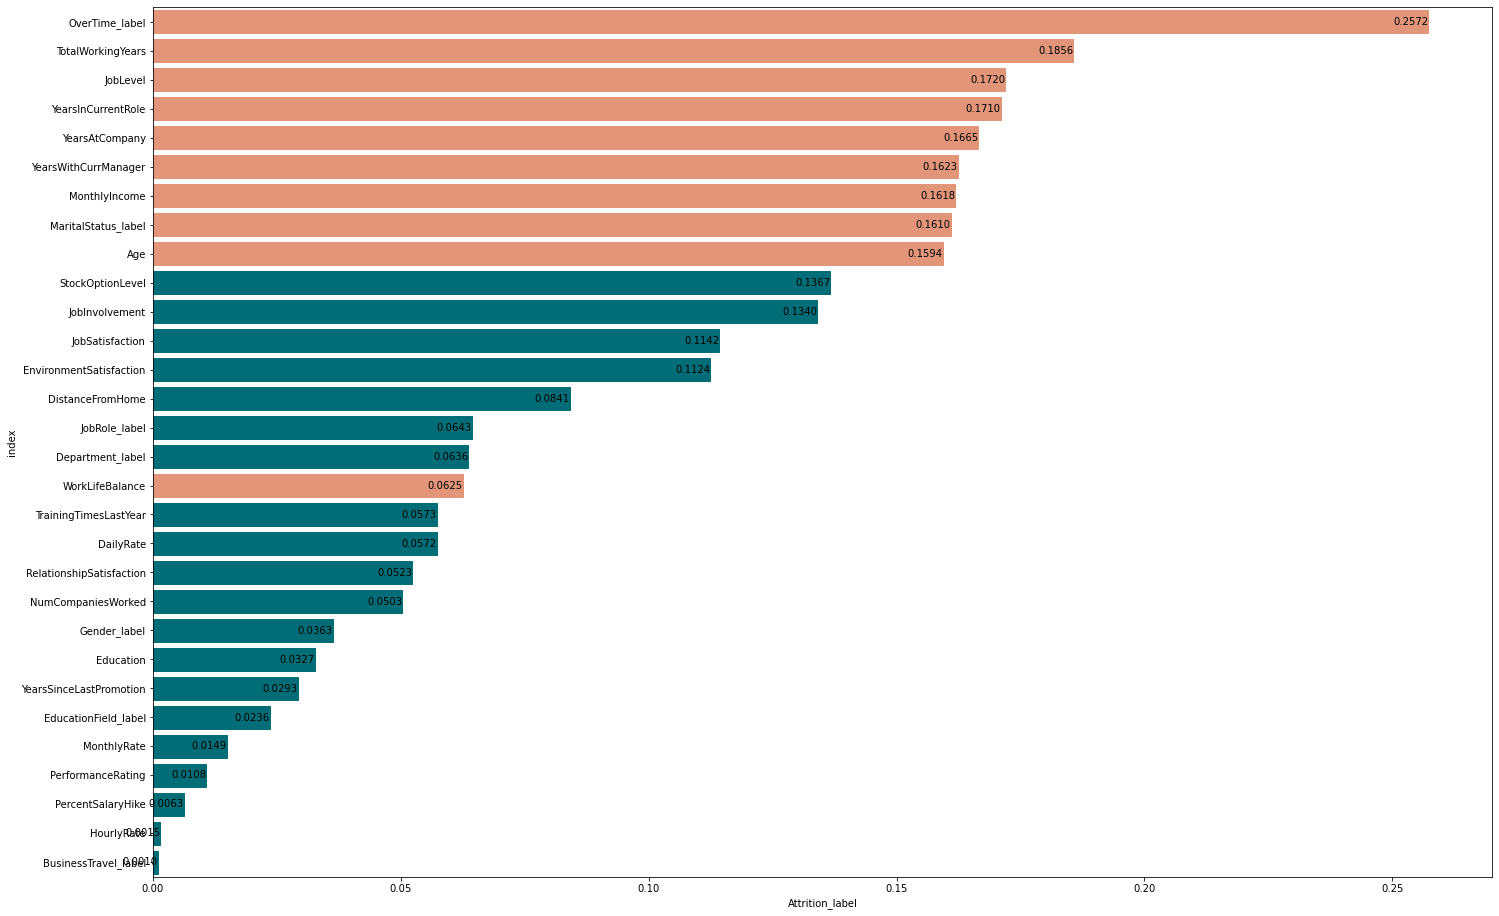 OverTime_label 0.2572
TotalWorkingYears 0.1856
JobLevel 0.1720
YearsInCurrentRole 0.1710
YearsAtCompany 0.1665
YearsWithCurrManager 0.1623
MonthlyIncome 0.1618
MaritalStatus_label 0.1610
Age 0.1594
StockOptionLevel 0.1367
JobInvolvement 0.1340
JobSatisfaction 0.1142
EnvironmentSatisfaction 0.1124
DistanceFromHome 0.0841
JobRole_label 0.0643
index
Department_label 0.0636
WorkLifeBalance 0.0625
TrainingTimesLastYear 0.0573
DailyRate 0.0572
RelationshipSatisfaction 0.0523
NumCompaniesWorked 0.0503
Gender_label 0.0363
Education 0.0327
YearsSinceLastPromotion 0.0293
EducationField_label 0.0236
MonthlyRate 0.0149
PerformanceRating 0.0108
PercentSalaryHike 0.0063
HourlyRate 0.0015
BusinessTravel_label 0.0010
0.00 0.05 0.10 0.15 0.20 0.25
Attrition_label